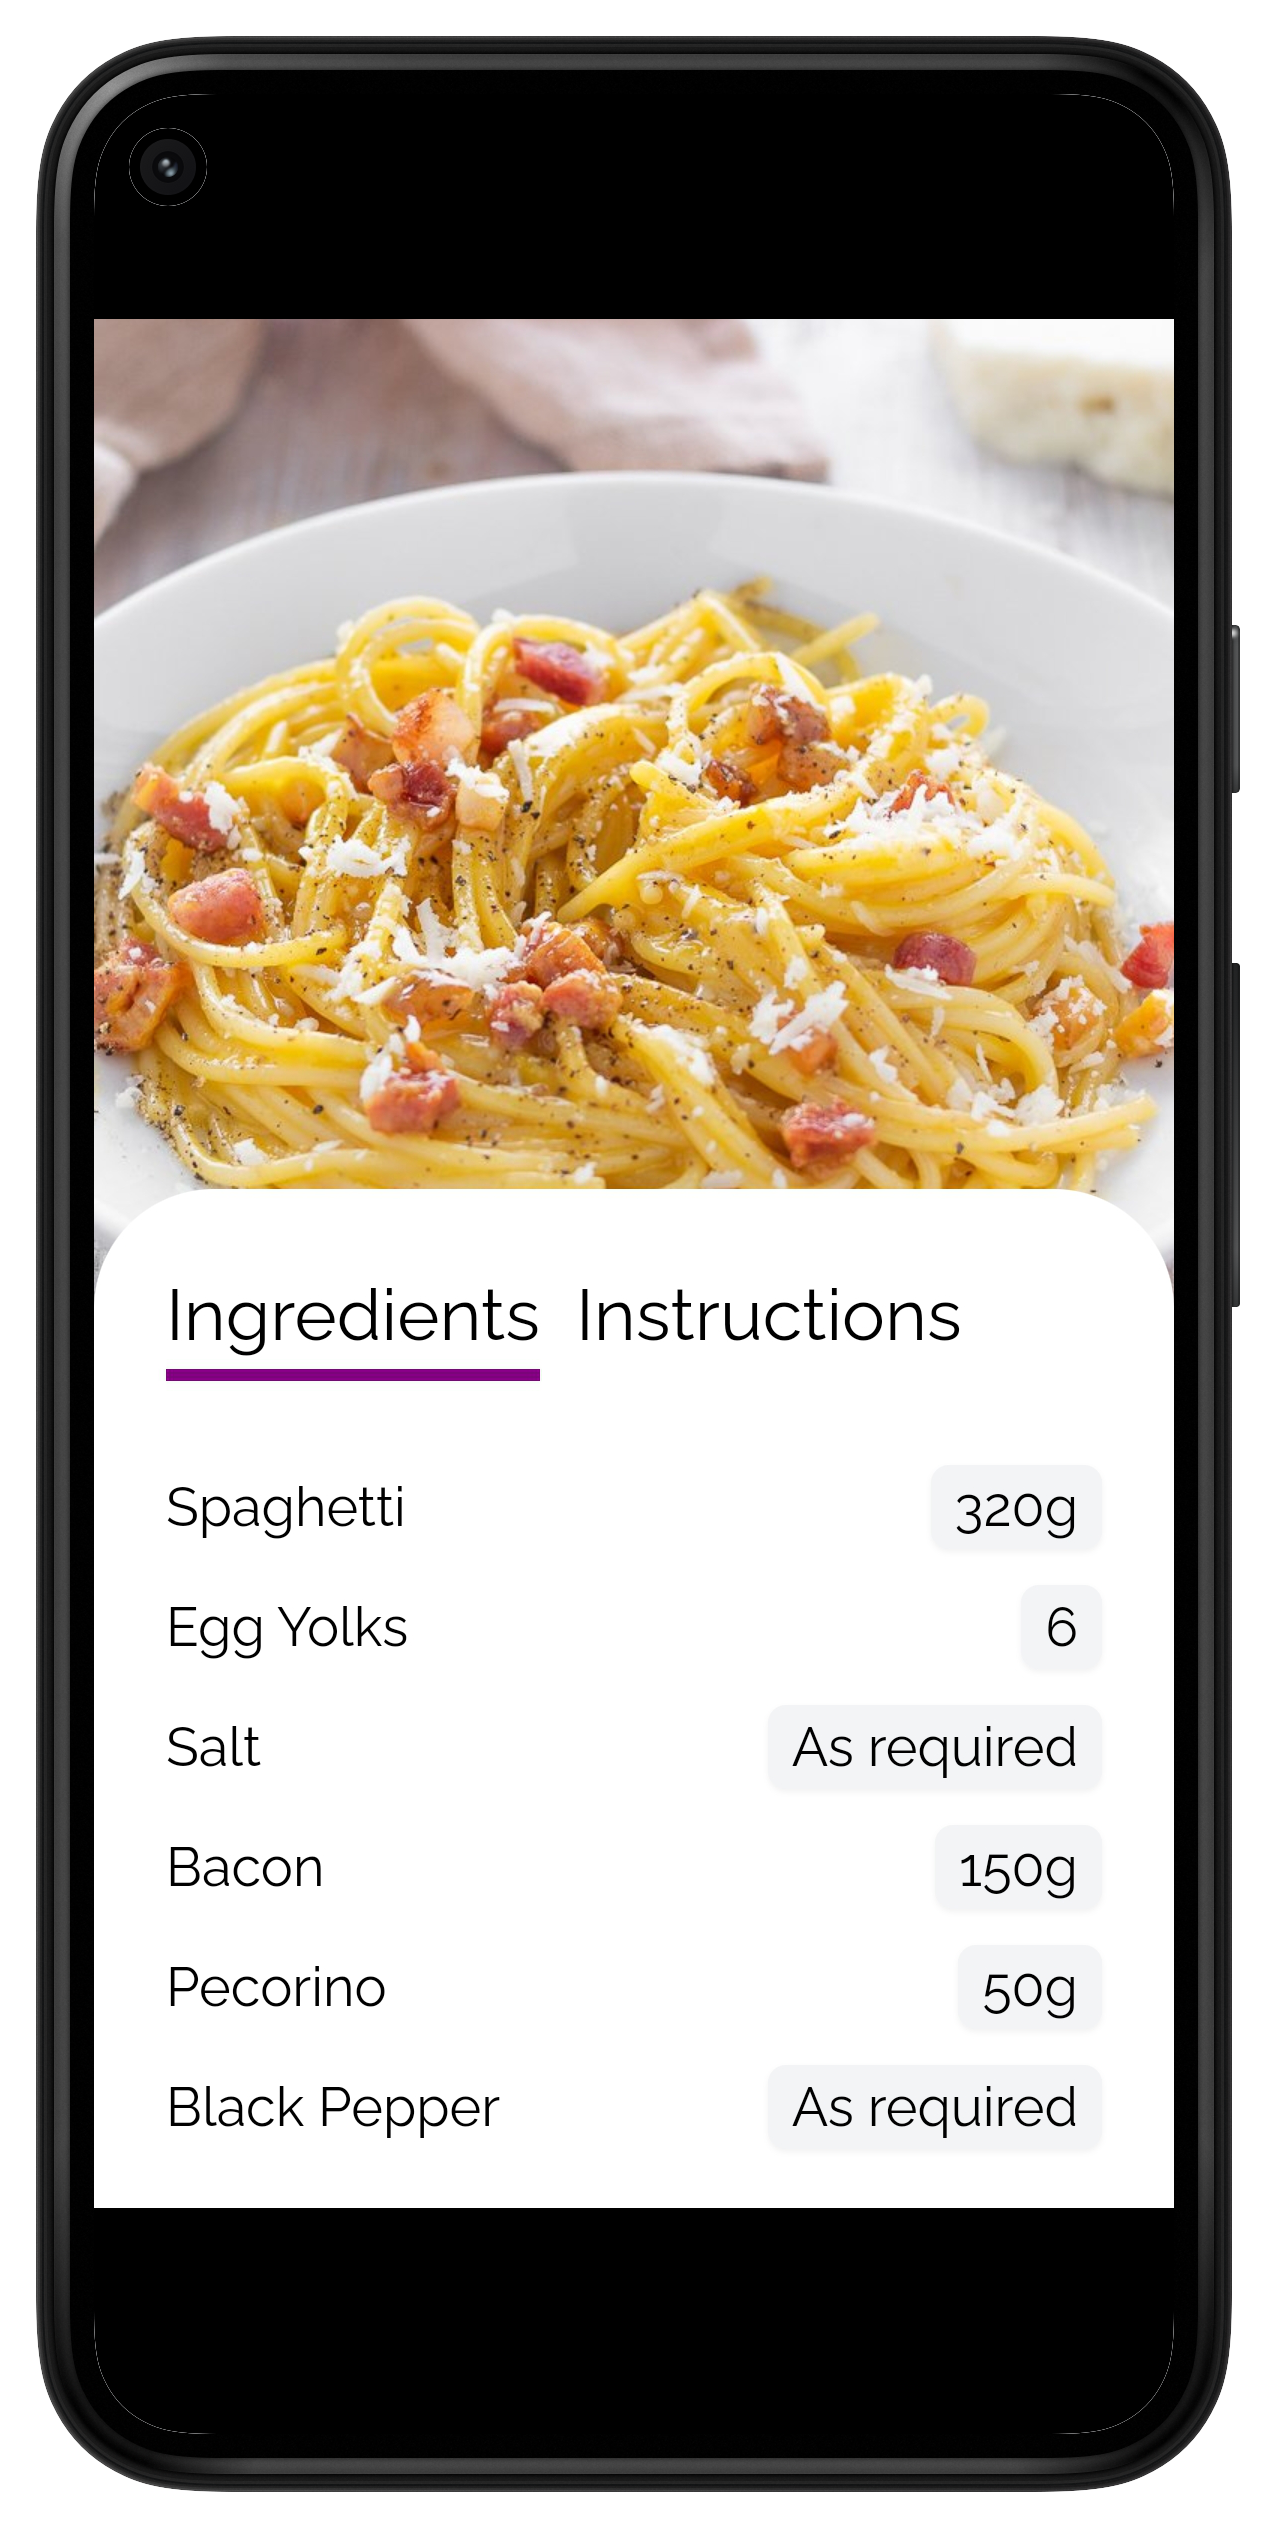 Ingredients Instructions
Spaghetti 320g
Egg Yolks 6
Salt As required
Bacon 150g
Pecorino 50g
Black Pepper As required